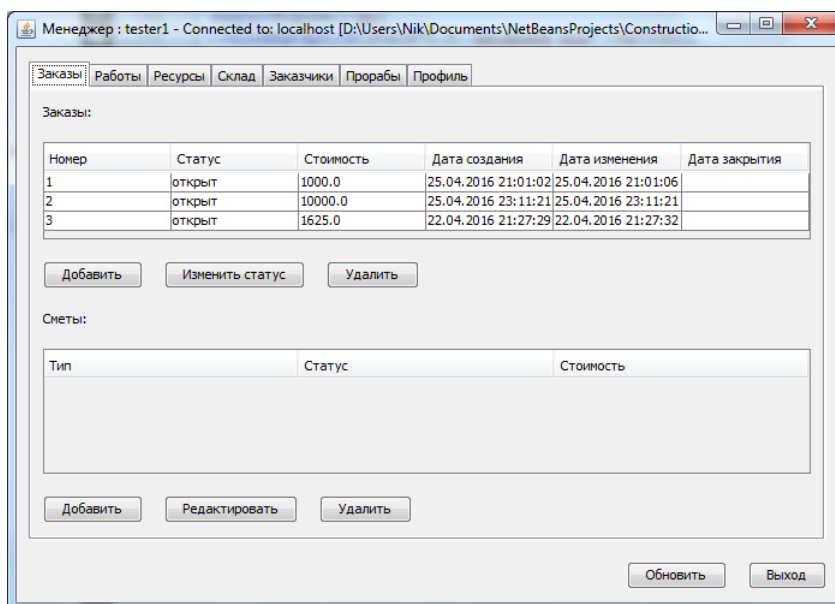 Менеджер : tester1 - Connected to: localhost [D:\Users\Nik\Documents\NetBeansProjects\Constructio...
Заказы Работы Ресурсы Склад Заказчики Прорабы Профиль
Заказы:
Номер Статус Стоимость Дата создания Дата изменения Дата закрытия
1 открыт 1000.0 25.04.2016 21:01:02 25.04.2016 21:01:06
2 открыт 10000.0 25.04.2016 23:11:21 25.04.2016 23:11:21
3 открыт 1625.0 22.04.2016 21:27:29 22.04.2016 21:27:32
Добавить Изменить статус Удалить
Сметы:
Тип Статус Стоимость
Добавить Редактировать Удалить
Обновить Выход